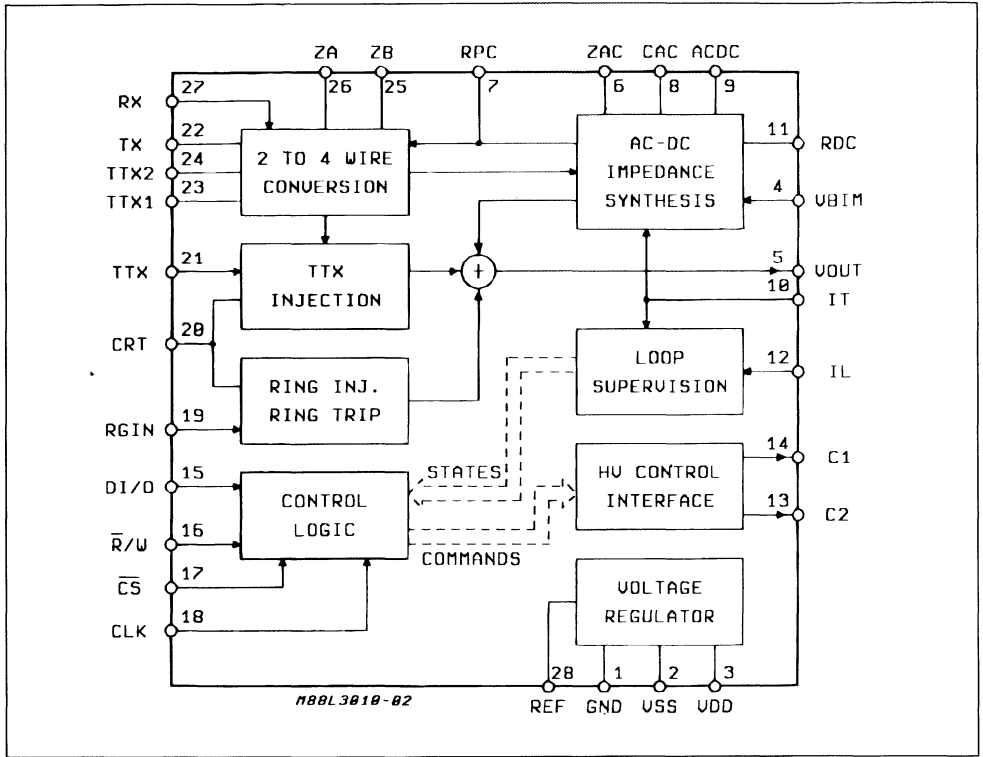 ZA ZB RPC ZAC CAC ACDC
26 25 7 6 8 9
RX 27
TX 22
TTX2 24
TTX1 23
2 TO 4 WIRE
CONVERSION
AC-DC
IMPEDANCE
SYNTHESIS
11 RDC
4 VBIM
TTX 21
TTX
INJECTION
+
5 VOUT
10 IT
CRT 20
RING INJ.
RING TRIP
RGIN 19
LOOP
SUPERVISION
12 IL
DI/O 15
R̅/W 16
C̅S̅ 17
CLK 18
CONTROL
LOGIC
STATES
COMMANDS
HV CONTROL
INTERFACE
14 C1
13 C2
VOLTAGE
REGULATOR
28 1 2 3
REF GND VSS VDD
M88L3010-02